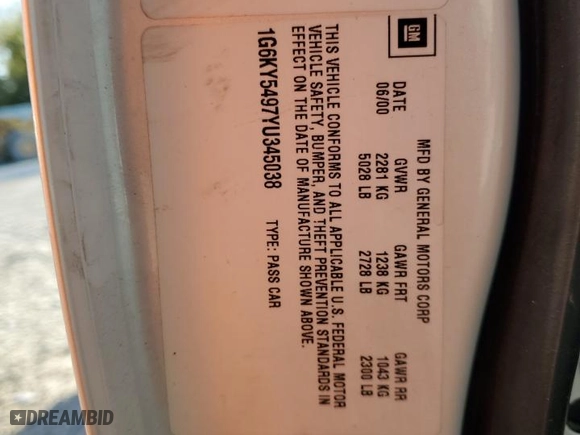 GM
MFD BY GENERAL MOTORS CORP
DATE GVWR GAWR FRT GAWR RR
06/00 2281 KG 1238 KG 1043 KG
5028 LB 2728 LB 2300 LB
THIS VEHICLE CONFORMS TO ALL APPLICABLE U.S. FEDERAL MOTOR
VEHICLE SAFETY, BUMPER, AND THEFT PREVENTION STANDARDS IN
EFFECT ON THE DATE OF MANUFACTURE SHOWN ABOVE.
1G6KY5497YU345038 TYPE: PASS CAR
DREAMBID